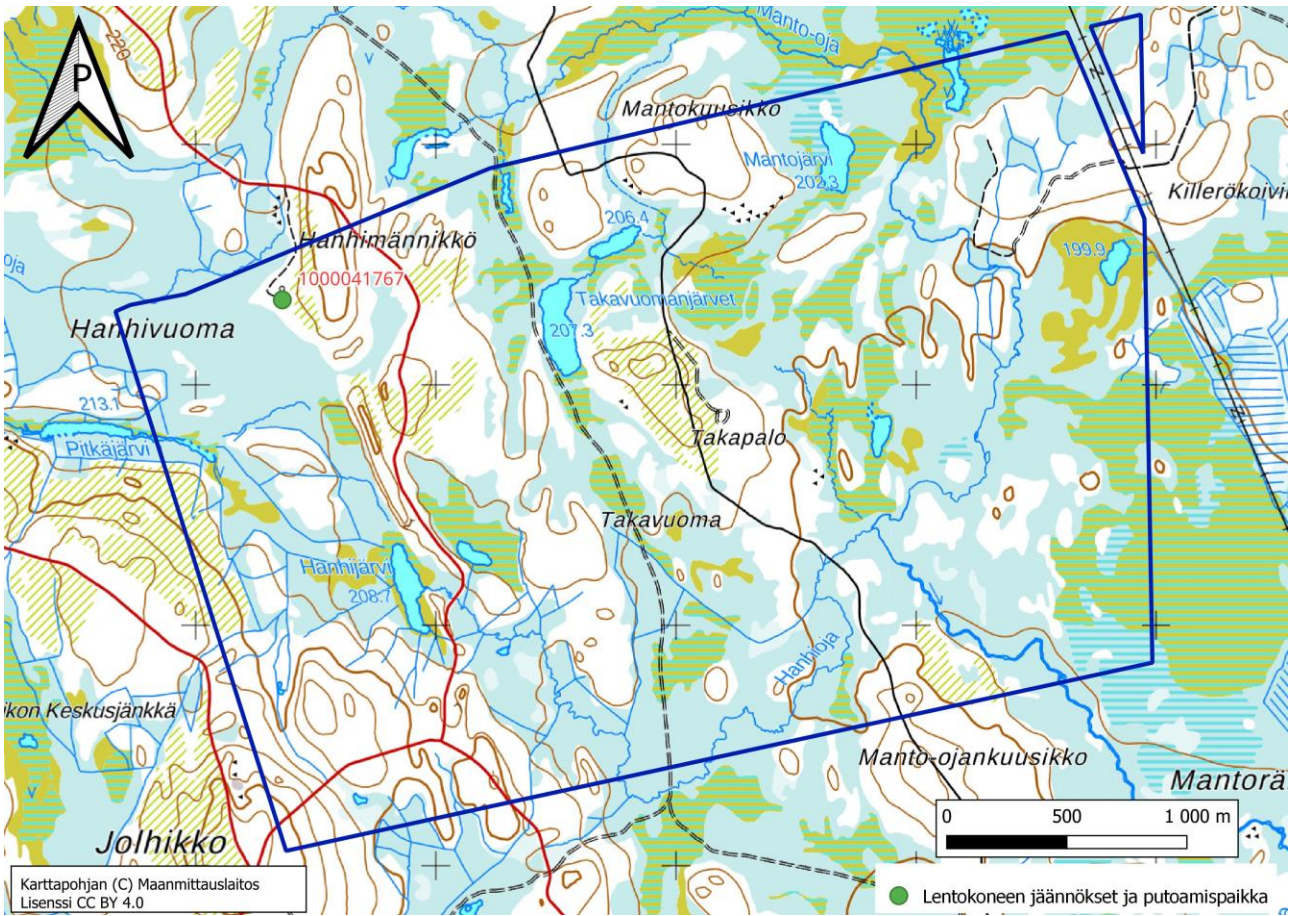 220
P
Manto-oja
Mantokuusikko
Mantojärvi
202.3
Killerökoivi
Hanhimännikkö
206.4
199.9
oja
1000041767
Takavuomanjärvet
Hanhivuoma
207.3
213.1
Pitkäjärvi
Takapalo
Takavuoma
Hanhijärvi
208.7
Hanhioja
ikon Keskusjänkkä
Manto-ojankuusikko
Mantorä
0 500 1 000 m
Jolhikko
Karttapohjan (C) Maanmittauslaitos
Lisenssi CC BY 4.0
Lentokoneen jäännökset ja putoamispaikka